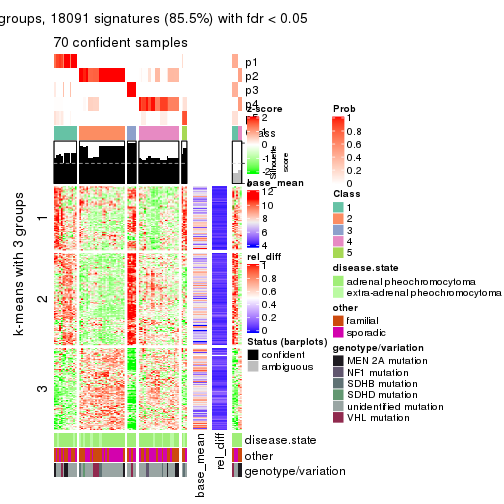 groups, 18091 signatures (85.5%) with fdr < 0.05
70 confident samples
p1
p2
p3
p4
Class
Silhouette
score
z-score
2
1
0
-1
-2
base_mean
12
10
8
6
4
rel_diff
1
0.8
0.6
0.4
0.2
0
Status (barplots)
confident
ambiguous
Prob
1
0.8
0.6
0.4
0.2
0
Class
1
2
3
4
5
disease.state
adrenal pheochromocytoma
extra-adrenal pheochromocytoma
other
familial
sporadic
genotype/variation
MEN 2A mutation
NF1 mutation
SDHB mutation
SDHD mutation
unidentified mutation
VHL mutation
k-means with 3 groups
1
2
3
disease.state
other
genotype/variation
base_mean
rel_diff